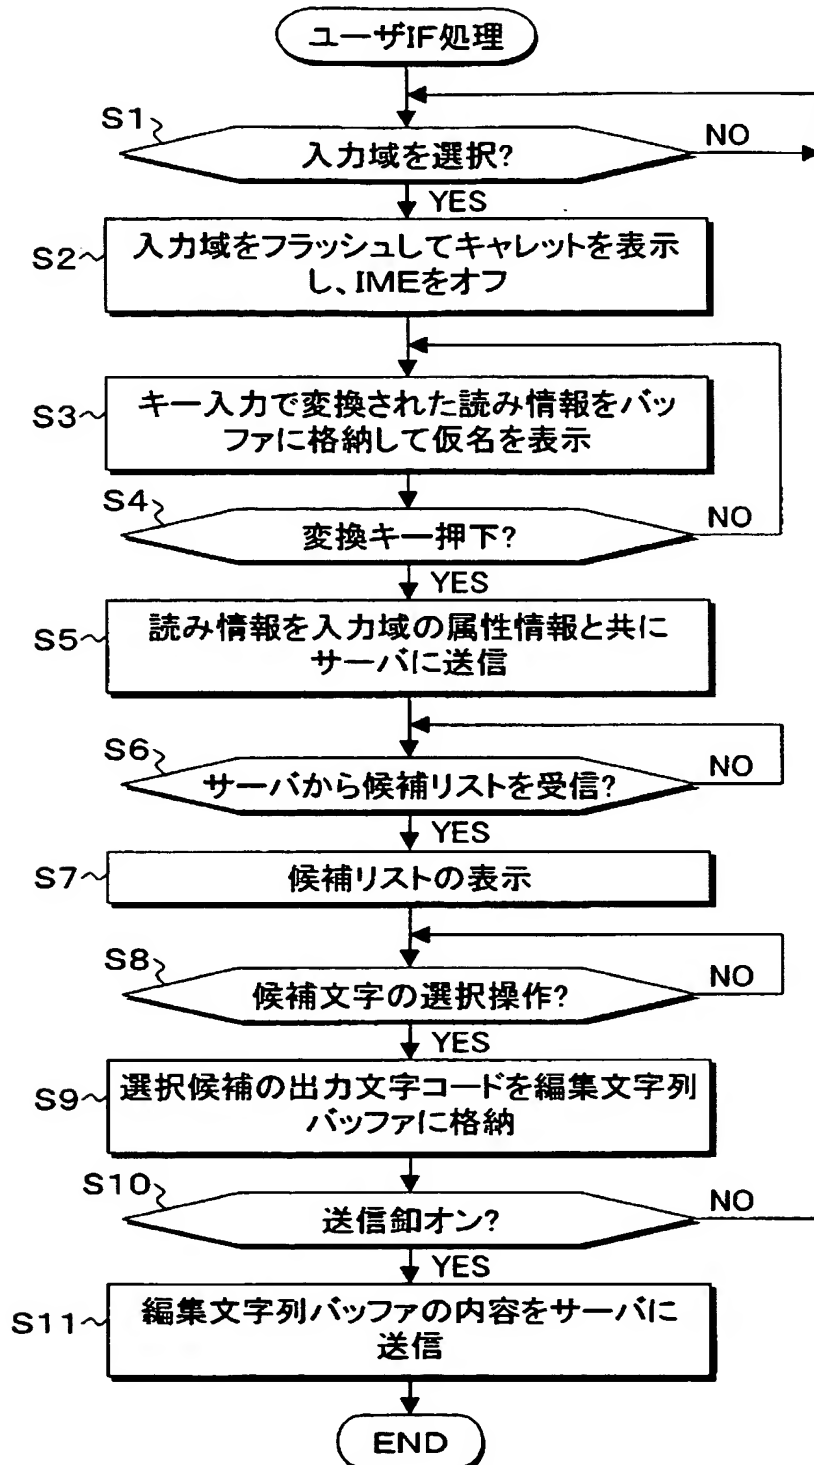 ユーザIF処理
S1
入力域を選択?
NO
YES
S2
入力域をフラッシュしてキャレットを表示
し、IMEをオフ
S3
キー入力で変換された読み情報をバッ
ファに格納して仮名を表示
S4
変換キー押下?
NO
YES
S5
読み情報を入力域の属性情報と共に
サーバに送信
S6
サーバから候補リストを受信?
NO
YES
S7
候補リストの表示
S8
候補文字の選択操作?
NO
YES
S9
選択候補の出力文字コードを編集文字列
バッファに格納
S10
送信釦オン?
NO
YES
S11
編集文字列バッファの内容をサーバに
送信
END